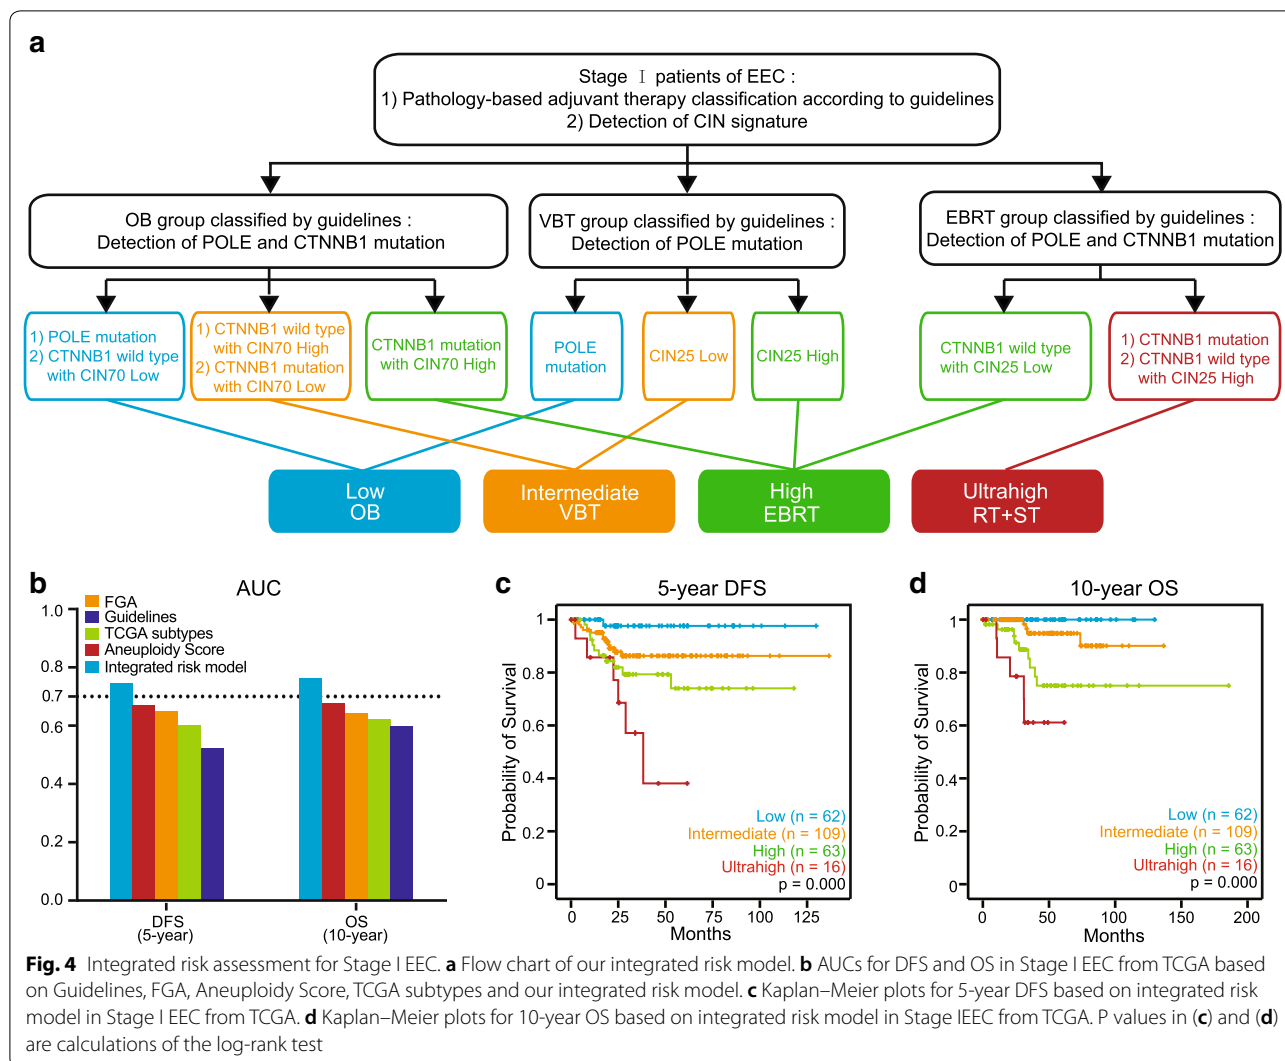 a
Stage Ⅰ patients of EEC :
1) Pathology-based adjuvant therapy classification according to guidelines
2) Detection of CIN signature
OB group classified by guidelines :
Detection of POLE and CTNNB1 mutation
VBT group classified by guidelines :
Detection of POLE mutation
EBRT group classified by guidelines :
Detection of POLE and CTNNB1 mutation
1) POLE mutation
2) CTNNB1 wild type
with CIN70 Low
1) CTNNB1 wild type
with CIN70 High
2) CTNNB1 mutation
with CIN70 Low
CTNNB1 mutation
with CIN70 High
POLE
mutation
CIN25 Low
CIN25 High
CTNNB1 wild type
with CIN25 Low
1) CTNNB1 mutation
2) CTNNB1 wild type
with CIN25 High
Low
OB
Intermediate
VBT
High
EBRT
Ultrahigh
RT+ST
b
AUC
FGA
Guidelines
TCGA subtypes
Aneuploidy Score
Integrated risk model
1.0
0.8
0.7
0.6
0.4
0.2
0.0
DFS
(5-year)
OS
(10-year)
c
5-year DFS
Probability of Survival
1
0.8
0.6
0.4
0.2
0
Low (n = 62)
Intermediate (n = 109)
High (n = 63)
Ultrahigh (n = 16)
p = 0.000
0 25 50 75 100 125
Months
d
10-year OS
Probability of Survival
1
0.8
0.6
0.4
0.2
0
Low (n = 62)
Intermediate (n = 109)
High (n = 63)
Ultrahigh (n = 16)
p = 0.000
0 50 100 150 200
Months
Fig. 4 Integrated risk assessment for Stage I EEC. a Flow chart of our integrated risk model. b AUCs for DFS and OS in Stage I EEC from TCGA based
on Guidelines, FGA, Aneuploidy Score, TCGA subtypes and our integrated risk model. c Kaplan–Meier plots for 5-year DFS based on integrated risk
model in Stage I EEC from TCGA. d Kaplan–Meier plots for 10-year OS based on integrated risk model in Stage IEEC from TCGA. P values in (c) and (d)
are calculations of the log-rank test